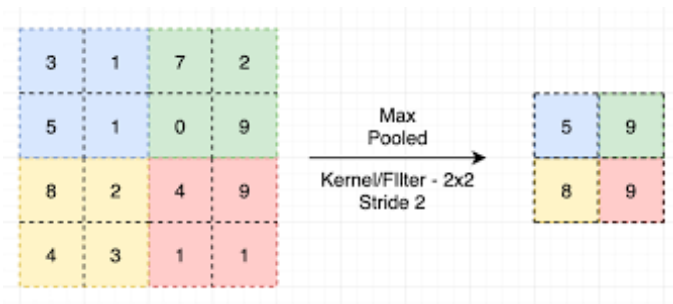 3 1 7 2
5 1 0 9
8 2 4 9
4 3 1 1
Max
Pooled
Kernel/FIlter - 2x2
Stride 2
5 9
8 9